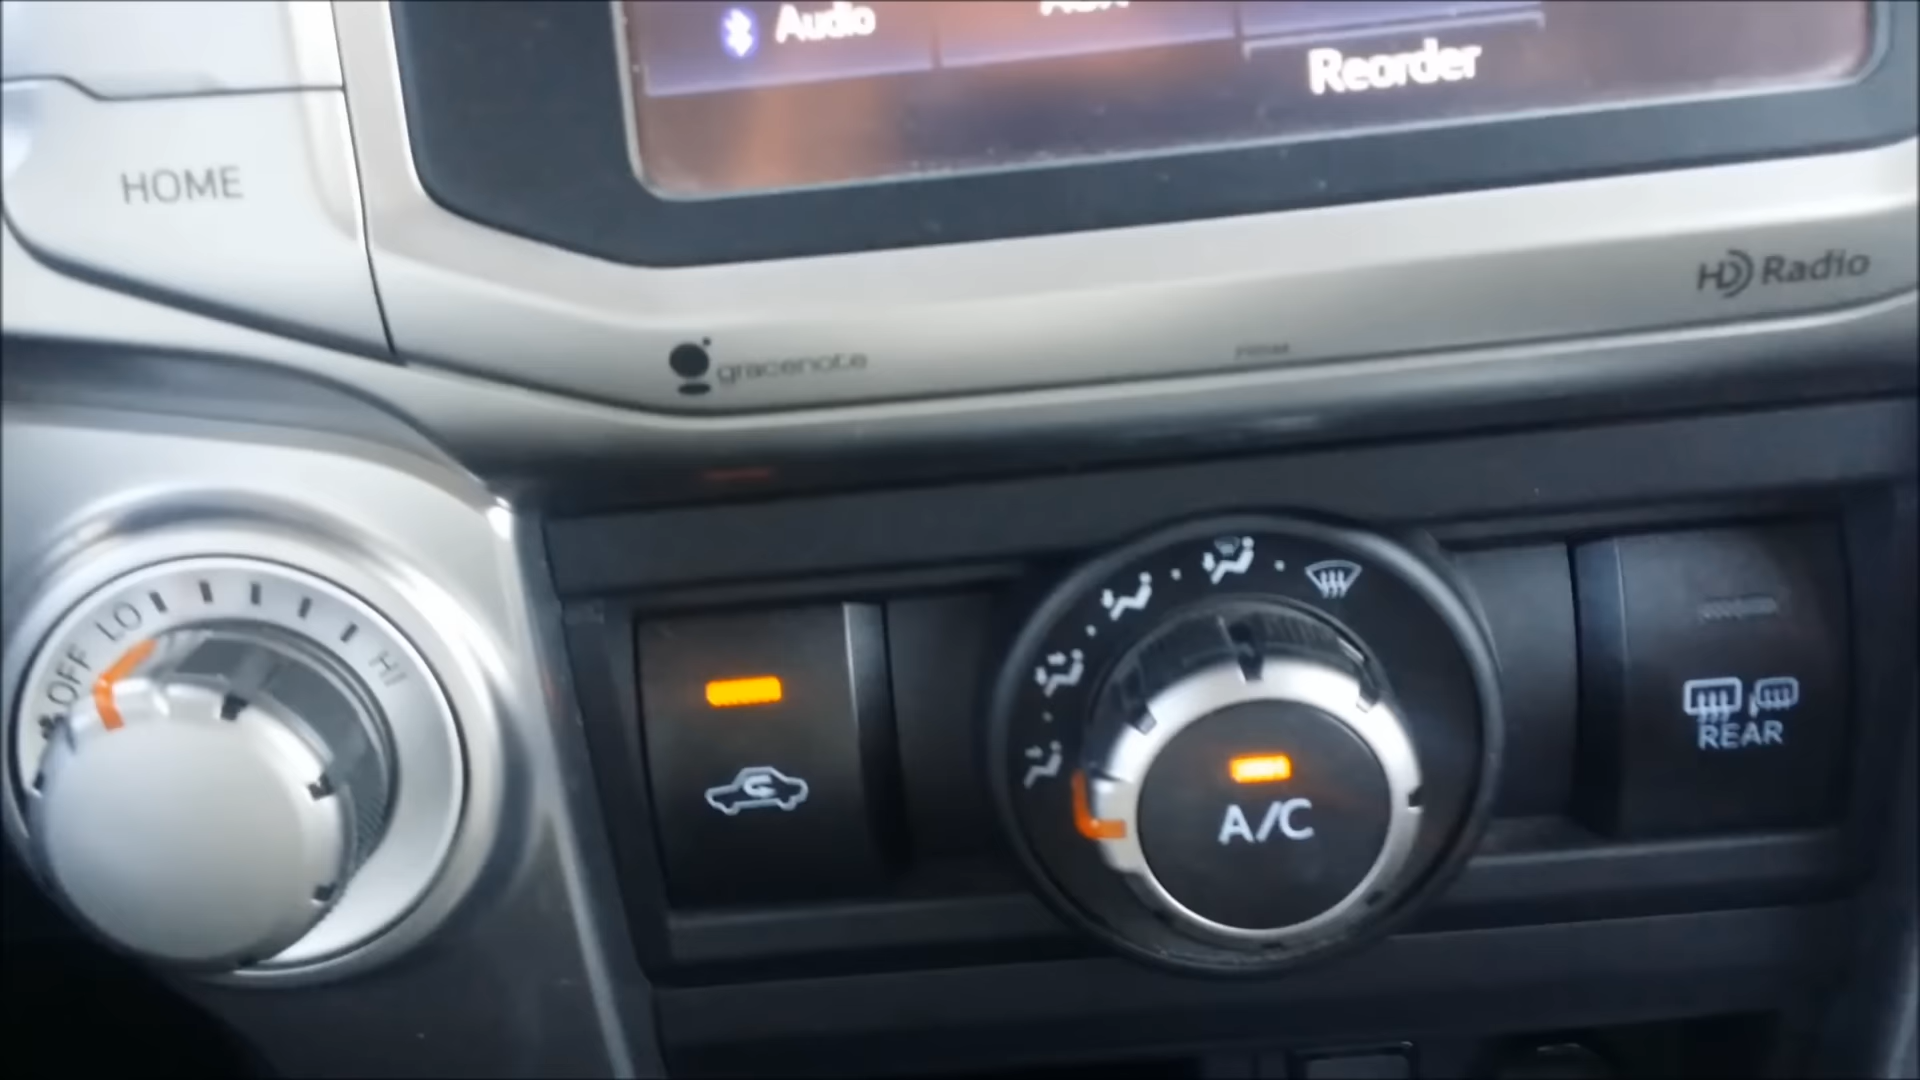 Audio
Reorder
HOME
HD Radio
gracenote
LO
OFF
HI
A/C
REAR